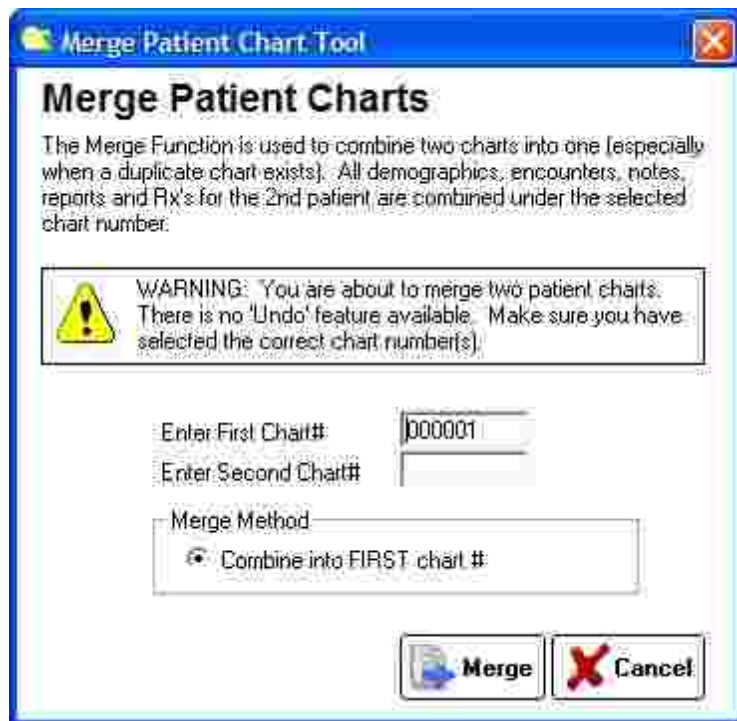 Merge Patient Chart Tool
Merge Patient Charts
The Merge Function is used to combine two charts into one (especially
when a duplicate chart exists). All demographics, encounters, notes,
reports and Rx's for the 2nd patient are combined under the selected
chart number.
WARNING: You are about to merge two patient charts.
There is no 'Undo' feature available. Make sure you have
selected the correct chart number(s).
Enter First Chart# 000001
Enter Second Chart#
Merge Method
Combine into FIRST chart #
Merge Cancel